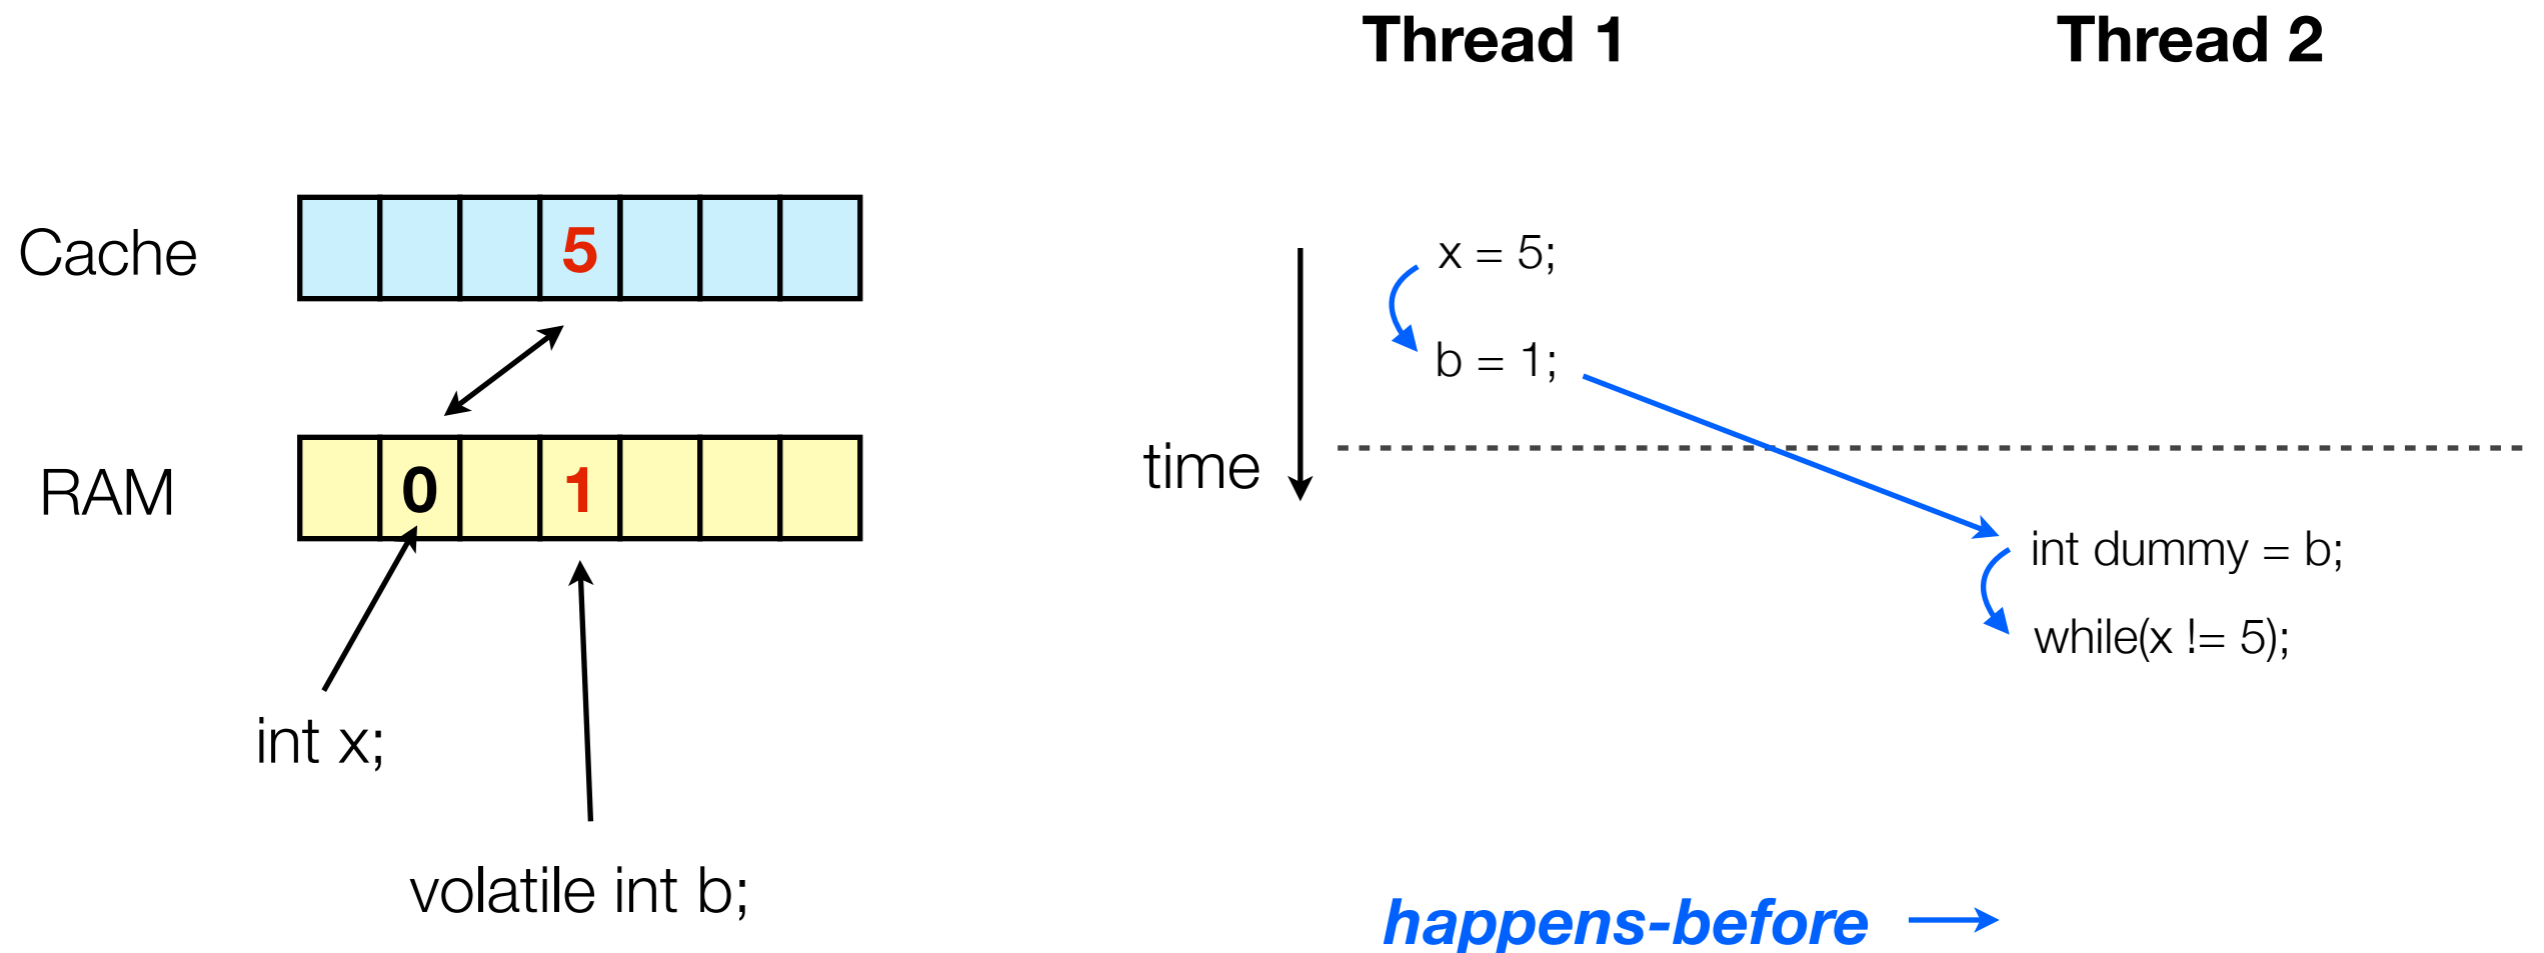 Thread 1
Thread 2
Cache
5
RAM
0
1
int x;
volatile int b;
time
x = 5;
b = 1;
int dummy = b;
while(x != 5);
happens-before